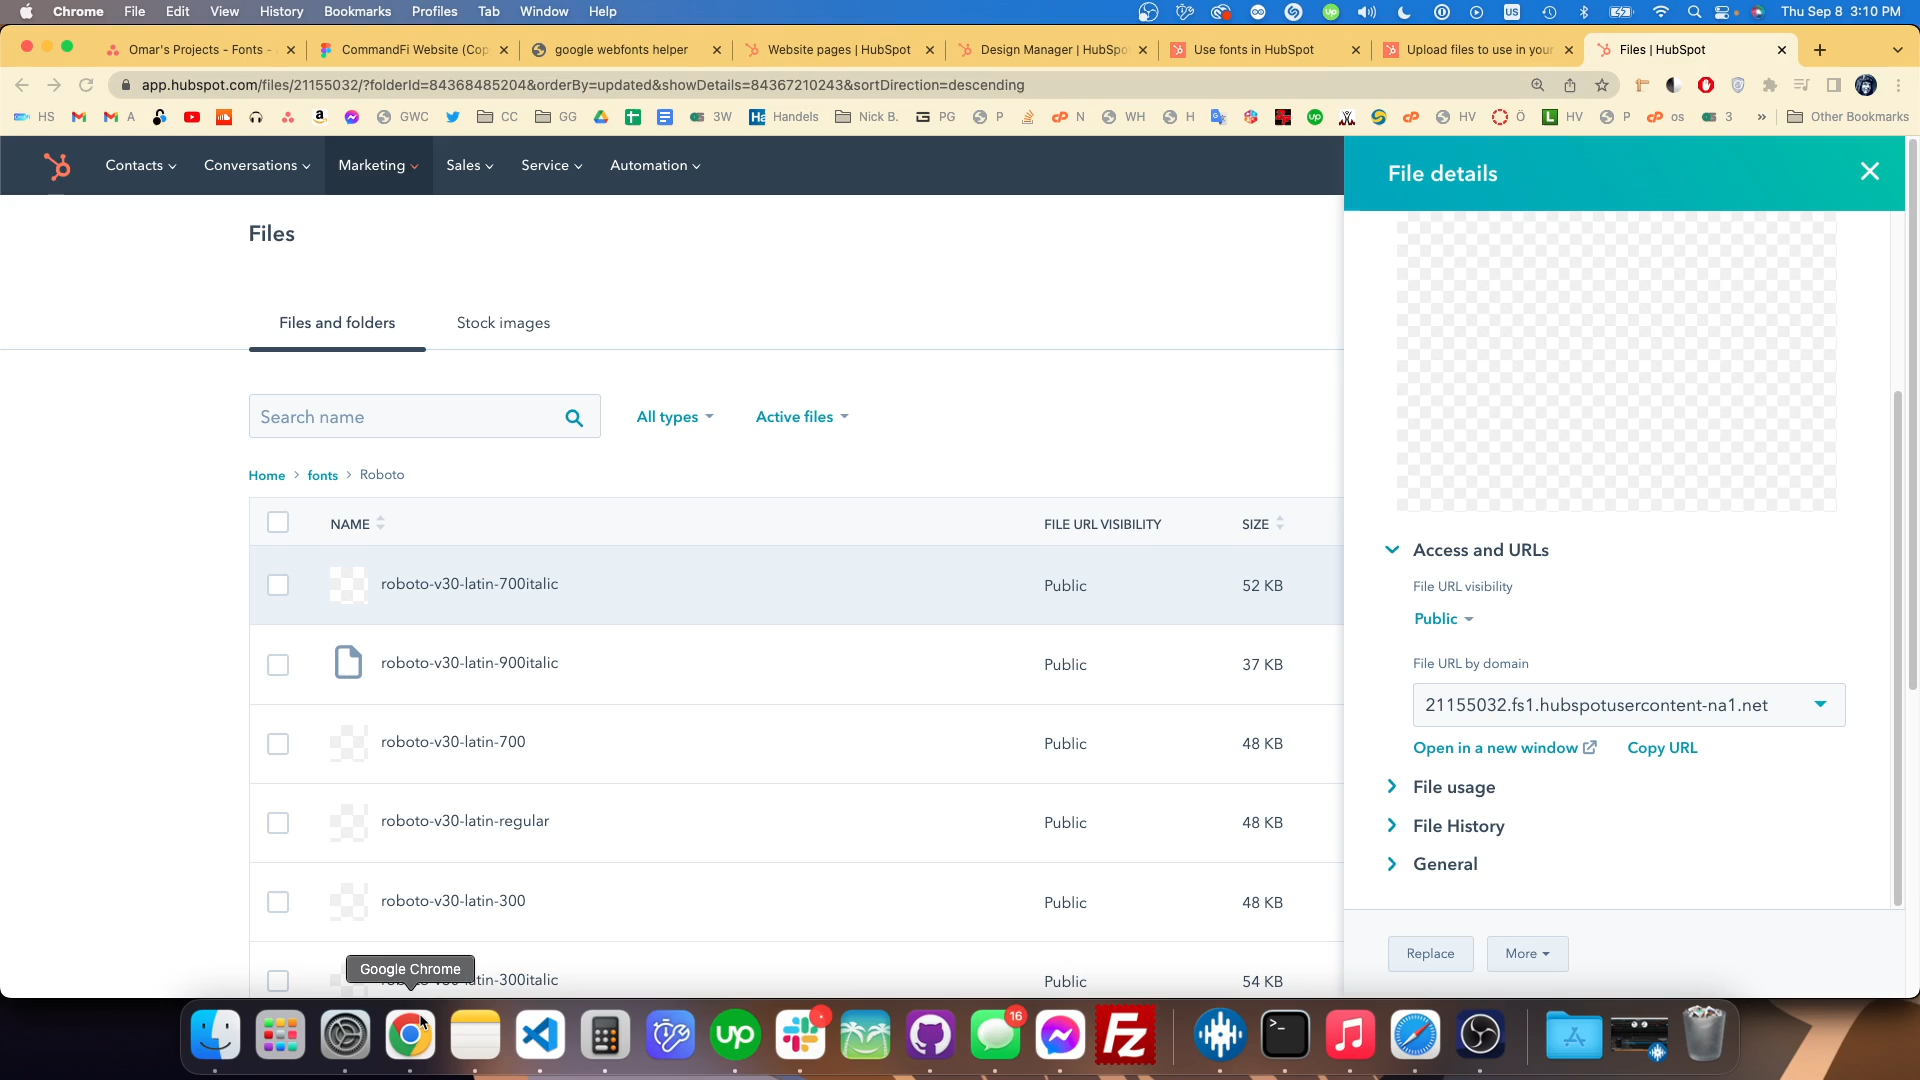 Chrome File Edit View History Bookmarks Profiles Tab Window Help US Thu Sep 8 3:10 PM
Omar's Projects - Fonts - CommandFi Website (Cop google webfonts helper Website pages | HubSpot Design Manager | HubSpo Use fonts in HubSpot Upload files to use in your Files | HubSpot
app.hubspot.com/files/21155032/?folderId=84368485204&orderBy=updated&showDetails=84367210243&sortDirection=descending
HS A GWC CC GG 3W Ha Handels Nick B. PG P N WH H HV Ö L HV P os 3 » Other Bookmarks
Contacts Conversations Marketing Sales Service Automation
File details
Files
Files and folders Stock images
Search name All types Active files
Home > fonts > Roboto
NAME FILE URL VISIBILITY SIZE
roboto-v30-latin-700italic Public 52 KB
roboto-v30-latin-900italic Public 37 KB
roboto-v30-latin-700 Public 48 KB
roboto-v30-latin-regular Public 48 KB
roboto-v30-latin-300 Public 48 KB
-300italic Public 54 KB
Access and URLs
File URL visibility
Public
File URL by domain
21155032.fs1.hubspotusercontent-na1.net
Open in a new window Copy URL
File usage
File History
General
Replace More
Google Chrome
up 16 Fz